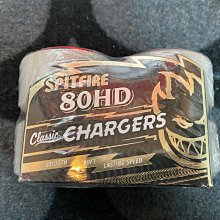 SPITFIRE
80HD
Classic CHARGERS
SMOOTH SOFT LASTING SPEED